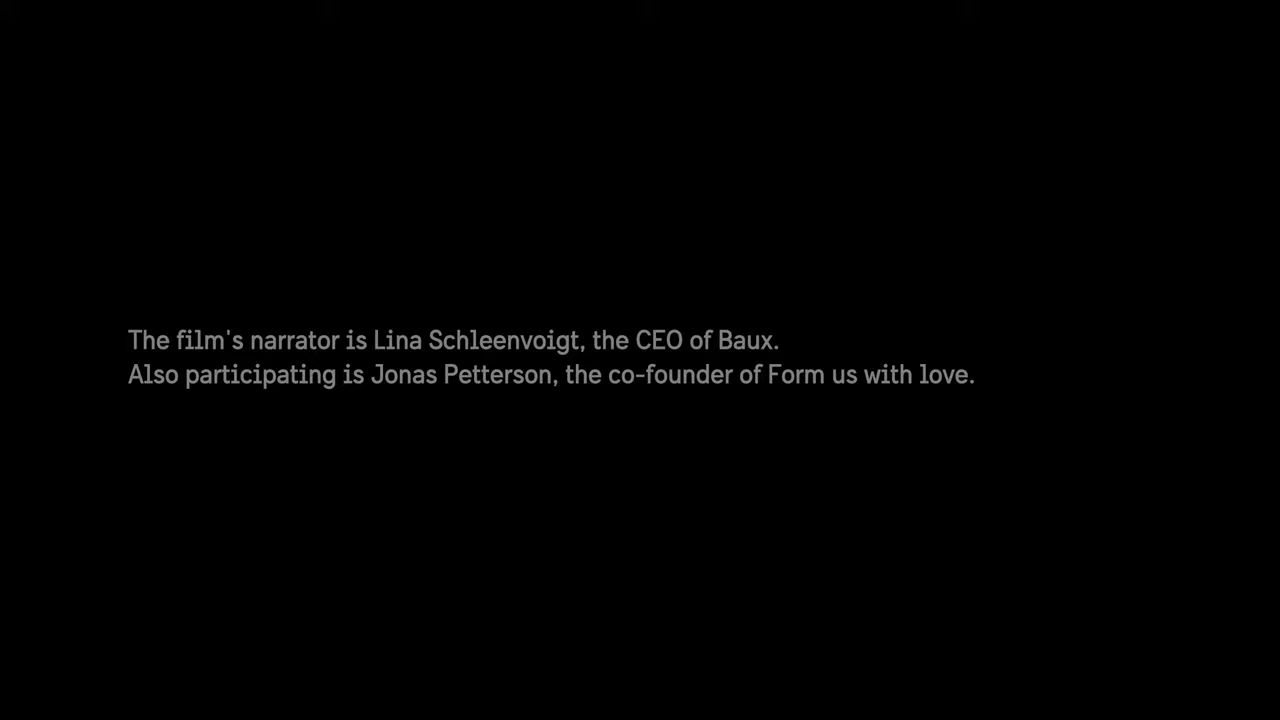 The film's narrator is Lina Schleenvoigt, the CEO of Baux.
Also participating is Jonas Petterson, the co-founder of Form us with love.